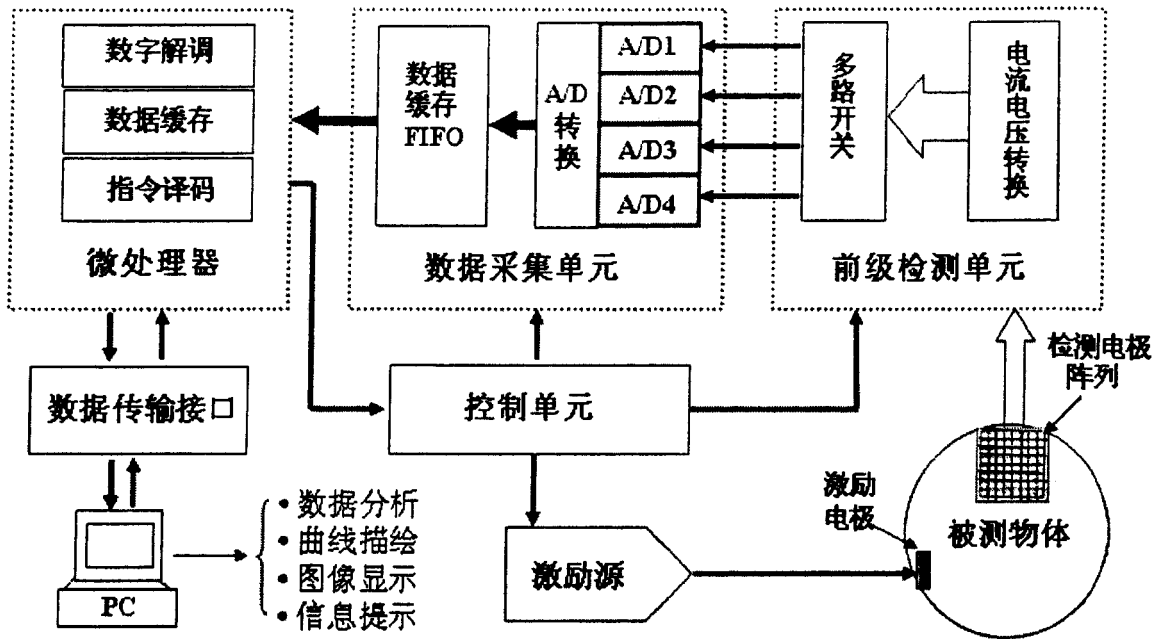 数字解调
数据缓存
指令译码
微处理器
数据
缓存
FIFO
A/D
转
换
A/D1
A/D2
A/D3
A/D4
数据采集单元
多路开关
电流电压转换
前级检测单元
数据传输接口
控制单元
检测电极
阵列
激励
电极
被测物体
激励源
PC
•数据分析
•曲线描绘
•图像显示
•信息提示